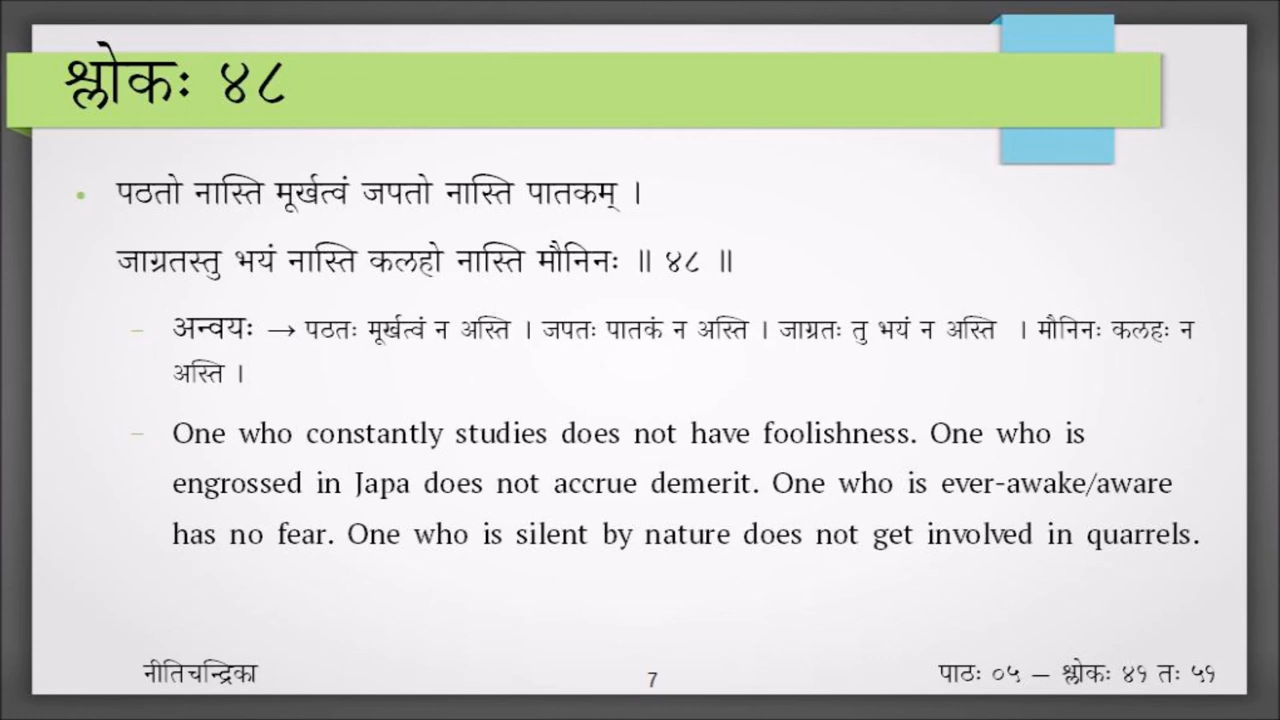 श्लोकः ४८
• पठतो नास्ति मूर्खत्वं जपतो नास्ति पातकम् ।
जाग्रतस्तु भयं नास्ति कलहो नास्ति मौनिनः ॥ ४८ ॥
– अन्वयः → पठतः मूर्खत्वं न अस्ति । जपतः पातकं न अस्ति । जाग्रतः तु भयं न अस्ति । मौनिनः कलहः न
अस्ति ।
– One who constantly studies does not have foolishness. One who is
engrossed in Japa does not accrue demerit. One who is ever-awake/aware
has no fear. One who is silent by nature does not get involved in quarrels.
नीतिचन्द्रिका 7 पाठः ०५ – श्लोकः ४१ तः ५१